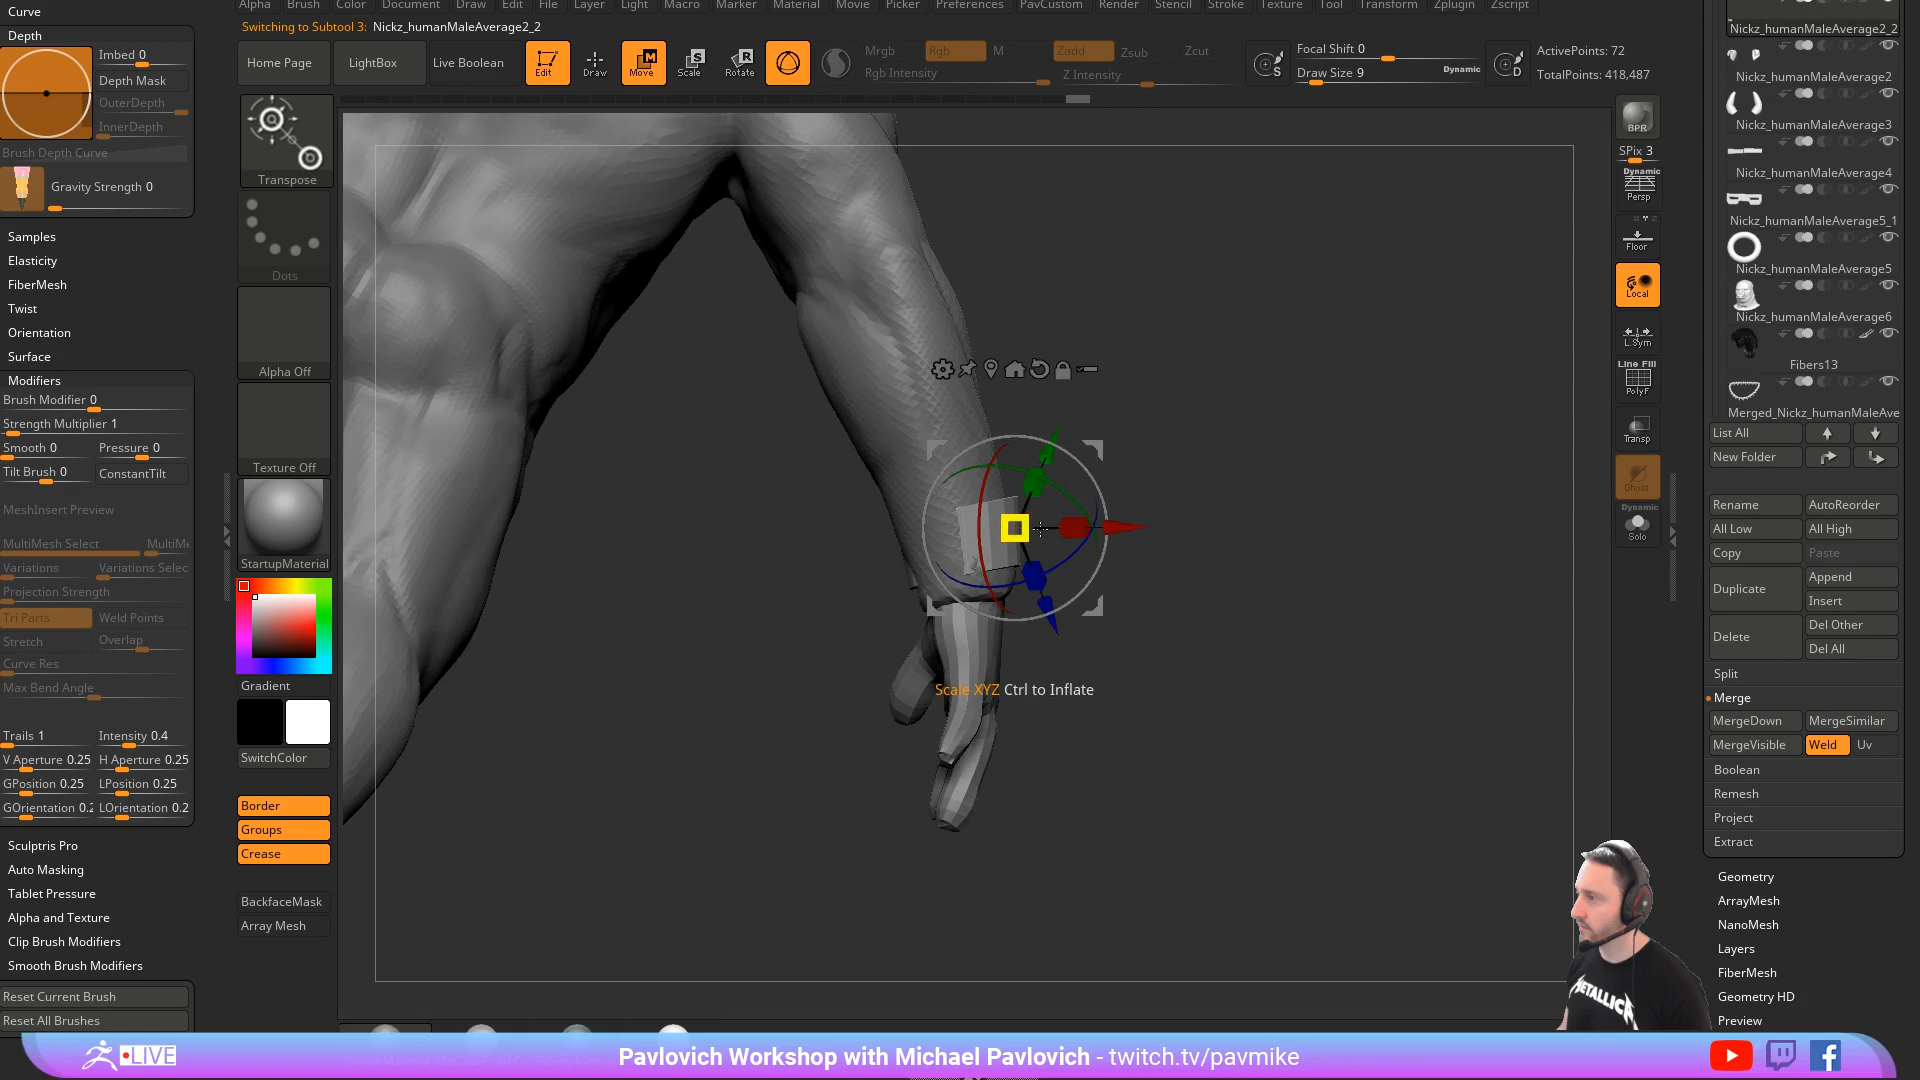 Alpha Brush Color Document Draw Edit File Layer Light Macro Marker Material Movie Picker Preferences PavCustom Render Stencil Stroke Texture Tool Transform Zplugin Zscript
Switching to Subtool 3: Nickz_humanMaleAverage2_2
Curve
Depth
Imbed 0
Depth Mask
OuterDepth
InnerDepth
Brush Depth Curve
Gravity Strength 0
Samples
Elasticity
FiberMesh
Twist
Orientation
Surface
Modifiers
Brush Modifier 0
Strength Multiplier 1
Smooth 0 Pressure 0
Tilt Brush 0 ConstantTilt
MeshInsert Preview
MultiMesh Select MultiMe
Variations Variations Selec
Projection Strength
Tri Parts Weld Points
Stretch Overlap
Curve Res
Max Bend Angle
Trails 1 Intensity 0.4
V Aperture 0.25 H Aperture 0.25
GPosition 0.25 LPosition 0.25
GOrientation 0.2 LOrientation 0.2
Sculptris Pro
Auto Masking
Tablet Pressure
Alpha and Texture
Clip Brush Modifiers
Smooth Brush Modifiers
Reset Current Brush
Reset All Brushes
Home Page LightBox Live Boolean Edit Draw Move Scale Rotate
Mrgb Rgb M Zadd Zsub Zcut
Rgb Intensity Z Intensity
Focal Shift 0
Draw Size 9 Dynamic
ActivePoints: 72
TotalPoints: 418,487
Transpose
Dots
Alpha Off
Texture Off
StartupMaterial
Gradient
SwitchColor
Border
Groups
Crease
BackfaceMask
Array Mesh
Scale XYZ Ctrl to Inflate
BPR
SPix 3
Dynamic
Persp
Floor
Local
L.Sym
Line Fill
PolyF
Transp
Ghost
Dynamic
Solo
Nickz_humanMaleAverage2_2
Nickz_humanMaleAverage2
Nickz_humanMaleAverage3
Nickz_humanMaleAverage4
Nickz_humanMaleAverage5_1
Nickz_humanMaleAverage5
Nickz_humanMaleAverage6
Fibers13
Merged_Nickz_humanMaleAve
List All
New Folder
Rename AutoReorder
All Low All High
Copy Paste
Duplicate Append
Insert
Delete Del Other
Del All
Split
Merge
MergeDown MergeSimilar
MergeVisible Weld Uv
Boolean
Remesh
Project
Extract
Geometry
ArrayMesh
NanoMesh
Layers
FiberMesh
Geometry HD
Preview
METALLICA
LIVE
Pavlovich Workshop with Michael Pavlovich - twitch.tv/pavmike